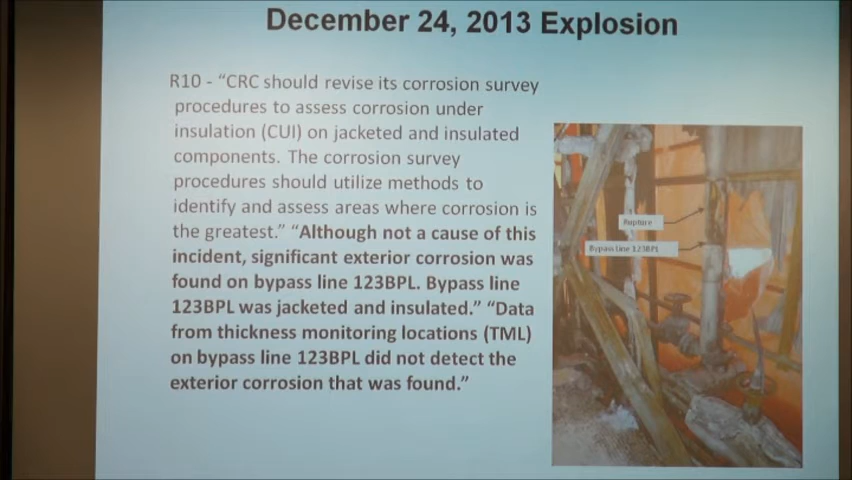 December 24, 2013 Explosion
R10 - “CRC should revise its corrosion survey
procedures to assess corrosion under
insulation (CUI) on jacketed and insulated
components. The corrosion survey
procedures should utilize methods to
identify and assess areas where corrosion is
the greatest.” “Although not a cause of this
incident, significant exterior corrosion was
found on bypass line 123BPL. Bypass line
123BPL was jacketed and insulated.” “Data
from thickness monitoring locations (TML)
on bypass line 123BPL did not detect the
exterior corrosion that was found.”
Rupture
Bypass line 123BPL